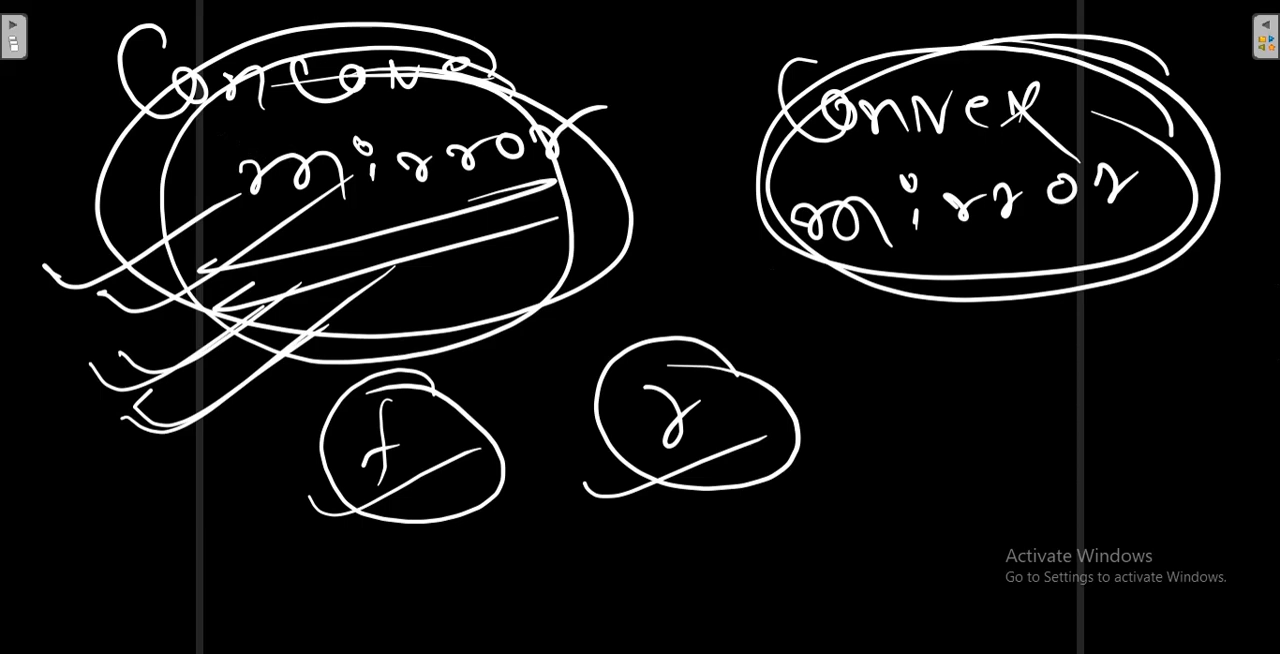 Concave
mirror
Convex
mirror
f
r
Activate Windows
Go to Settings to activate Windows.